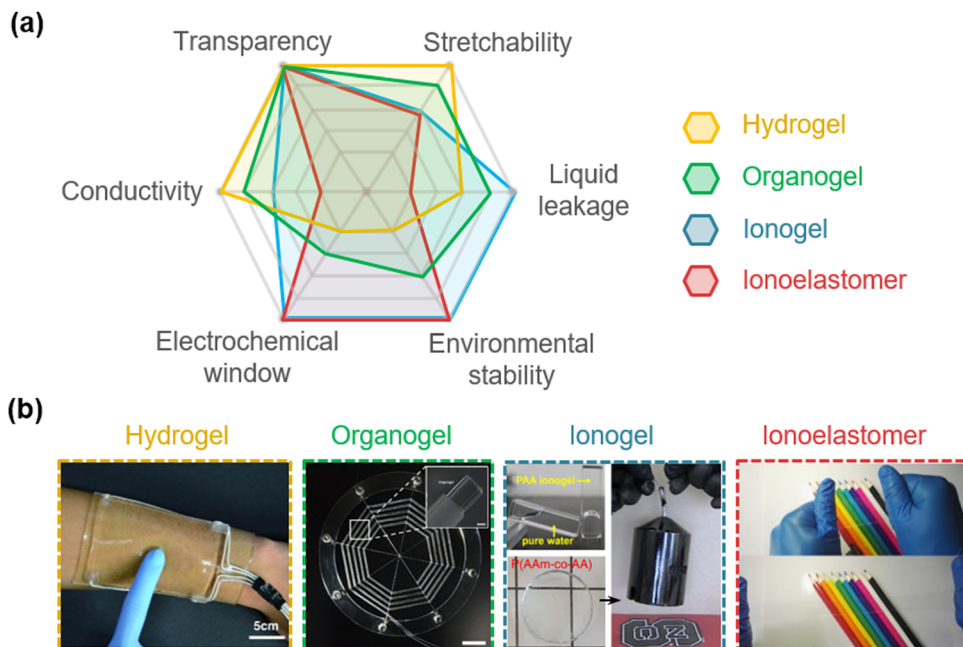 (a)
Transparency
Stretchability
Conductivity
Liquid
leakage
Electrochemical
window
Environmental
stability
Hydrogel
Organogel
Ionogel
Ionoelastomer
(b)
Hydrogel
Organogel
Ionogel
Ionoelastomer
5cm
PAA ionogel
pure water
P(AAm-co-AA)